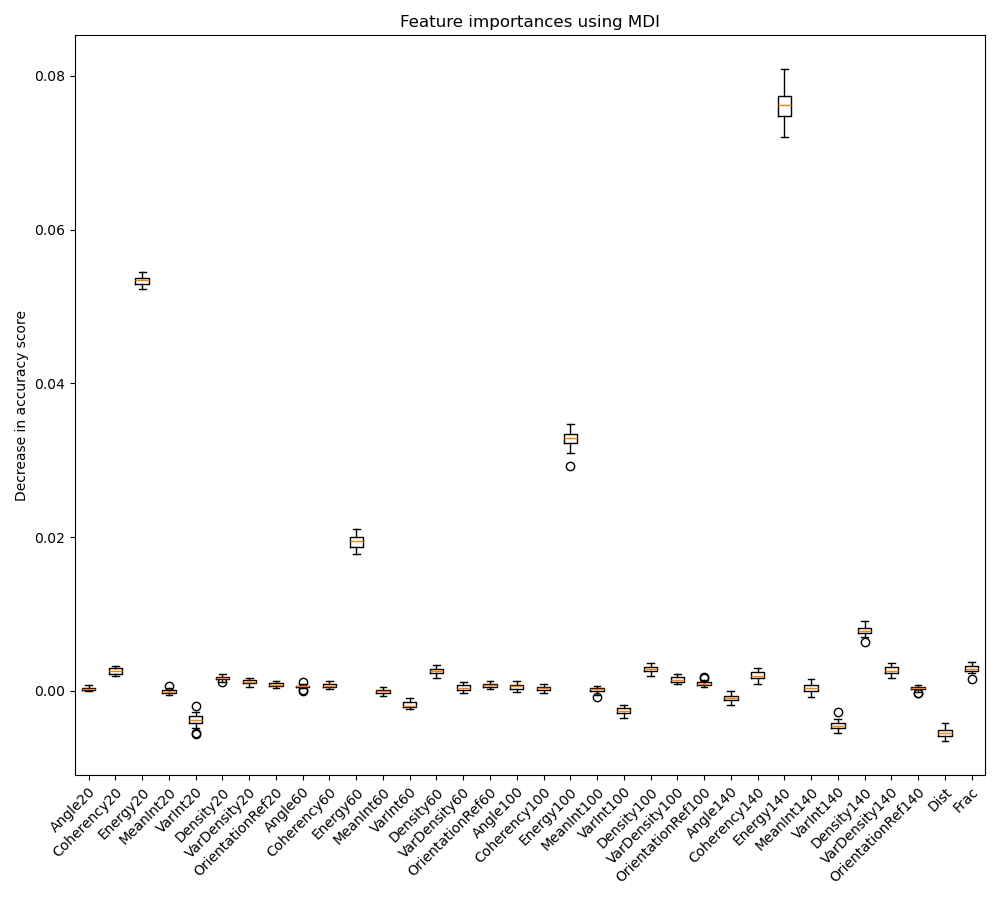 Feature importances using MDI
Decrease in accuracy score
0.08
0.06
0.04
0.02
0.00
Angle20
Coherency20
Energy20
MeanInt20
VarInt20
Density20
VarDensity20
OrientationRef20
Angle60
Coherency60
Energy60
MeanInt60
VarInt60
Density60
VarDensity60
OrientationRef60
Angle100
Coherency100
Energy100
MeanInt100
VarInt100
Density100
VarDensity100
OrientationRef100
Angle140
Coherency140
Energy140
MeanInt140
VarInt140
Density140
VarDensity140
OrientationRef140
Dist
Frac